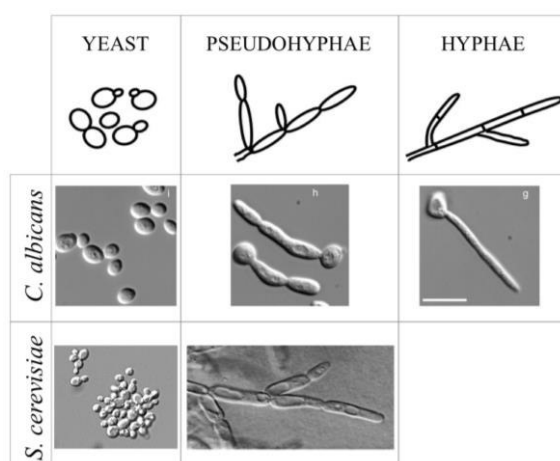 YEAST PSEUDOHYPHAE HYPHAE
C. albicans
i
h
g
S. cerevisiae